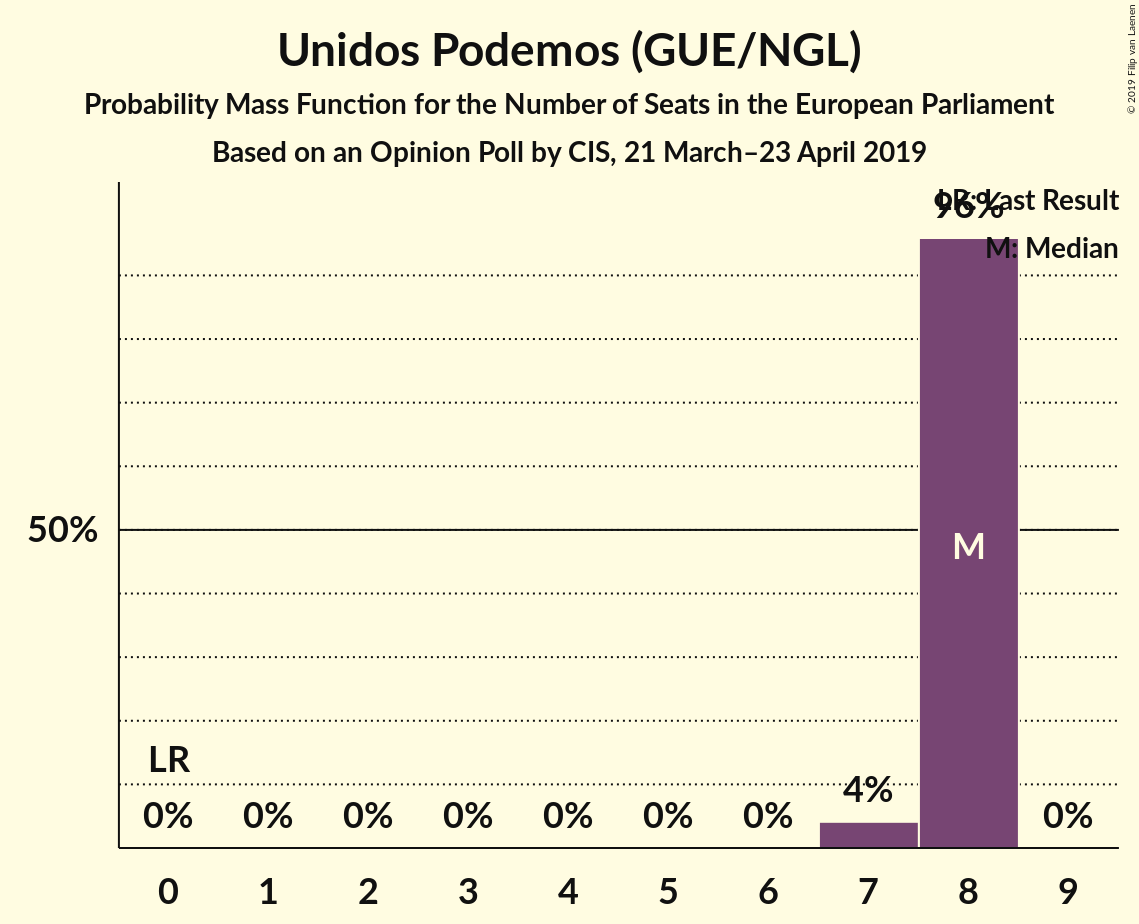 Unidos Podemos (GUE/NGL)
Probability Mass Function for the Number of Seats in the European Parliament
Based on an Opinion Poll by CIS, 21 March–23 April 2019
© 2019 Filip van Laenen
LR: Last Result
96%
M: Median
50%
M
LR
4%
0% 0% 0% 0% 0% 0% 0% 0%
0 1 2 3 4 5 6 7 8 9